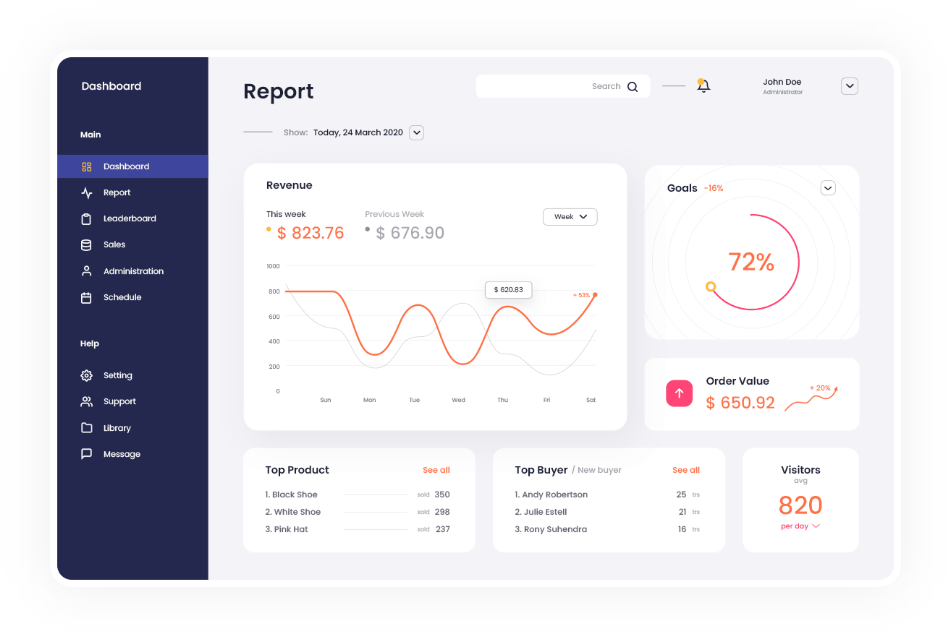 Dashboard
Main
Dashboard
Report
Leaderboard
Sales
Administration
Schedule
Help
Setting
Support
Library
Message
Report
Search
John Doe
Administrator
Show: Today, 24 March 2020
Revenue
This week
$ 823.76
Previous Week
$ 676.90
Week
1000
800
600
400
200
0
$ 620.83
+ 53%
Sun Mon Tue Wed Thu Fri Sat
Goals -16%
72%
Order Value
$ 650.92
+ 20%
Top Product See all
1. Black Shoe sold 350
2. White Shoe sold 298
3. Pink Hat sold 237
Top Buyer / New buyer See all
1. Andy Robertson 25 trs
2. Julie Estell 21 trs
3. Rony Suhendra 16 trs
Visitors
avg
820
per day